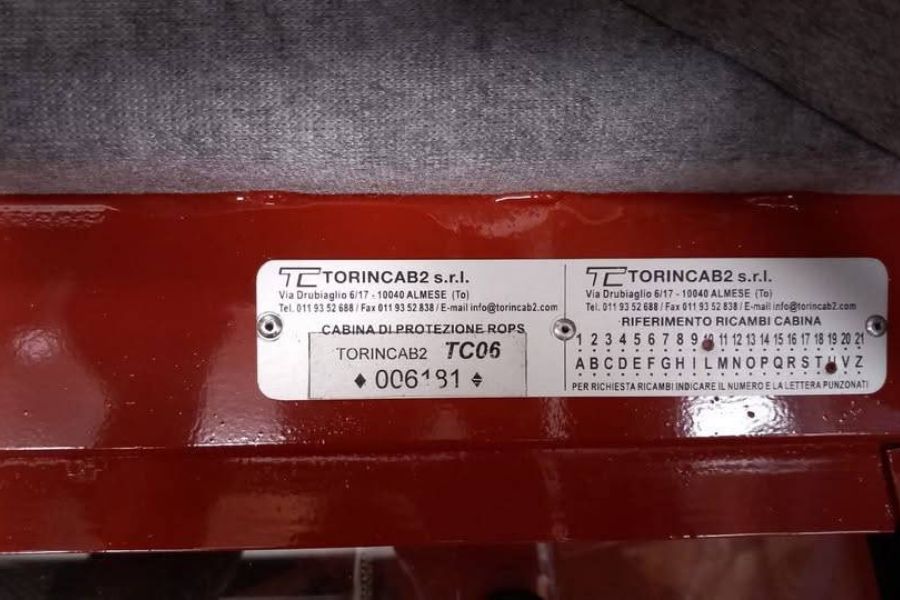 TC TORINCAB2 s.r.l.
Via Drubiaglio 6/17 - 10040 ALMESE (To)
Tel. 011 93 52 688 / Fax 011 93 52 838 / E-mail info@torincab2.com
CABINA DI PROTEZIONE ROPS
TORINCAB2 TC06
♦ 006181
TC TORINCAB2 s.r.l.
Via Drubiaglio 6/17 - 10040 ALMESE (To)
Tel. 011 93 52 688 / Fax 011 93 52 838 / E-mail info@torincab2.com
RIFERIMENTO RICAMBI CABINA
1 2 3 4 5 6 7 8 9 10 11 12 13 14 15 16 17 18 19 20 21
A B C D E F G H I L M N O P Q R S T U V Z
PER RICHIESTA RICAMBI INDICARE IL NUMERO E LA LETTERA PUNZONATI